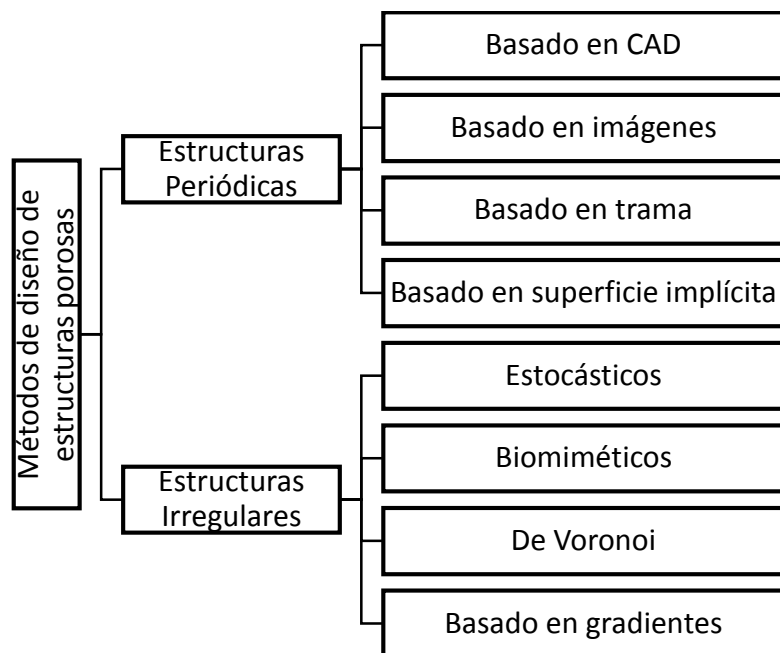 Métodos de diseño de
estructuras porosas
Estructuras
Periódicas
Basado en CAD
Basado en imágenes
Basado en trama
Basado en superficie implícita
Estructuras
Irregulares
Estocásticos
Biomiméticos
De Voronoi
Basado en gradientes